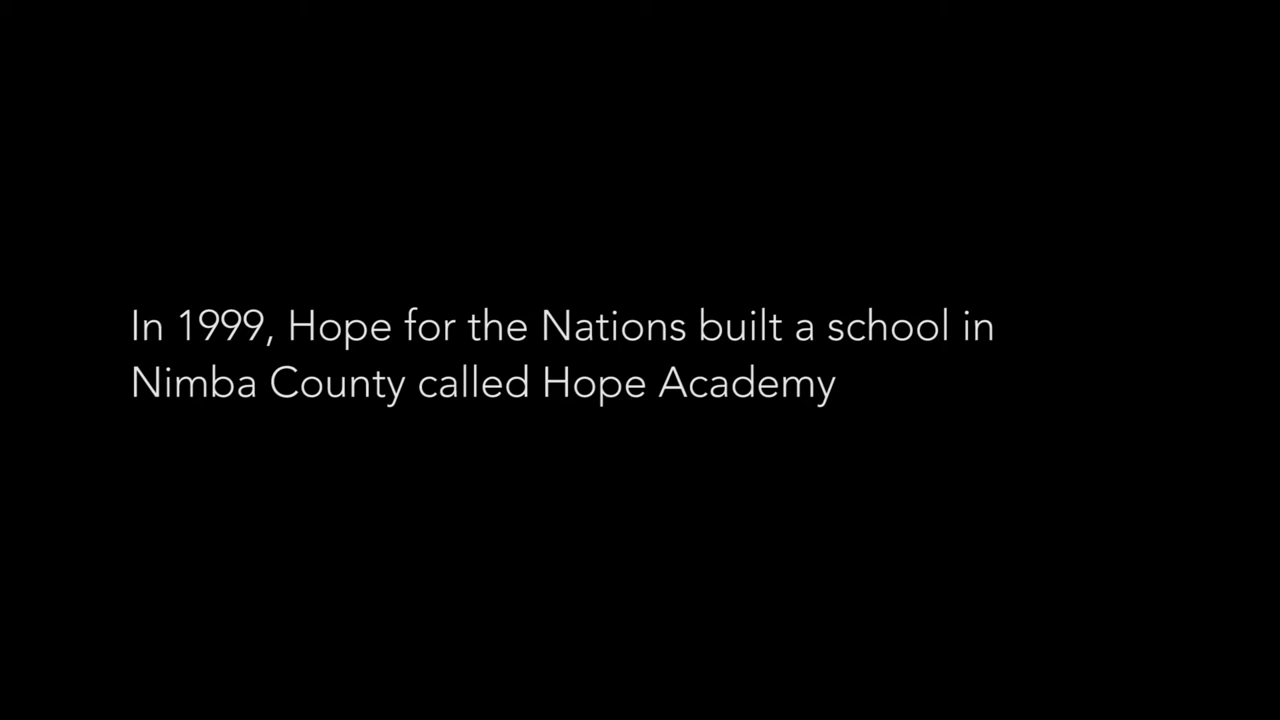 In 1999, Hope for the Nations built a school in
Nimba County called Hope Academy